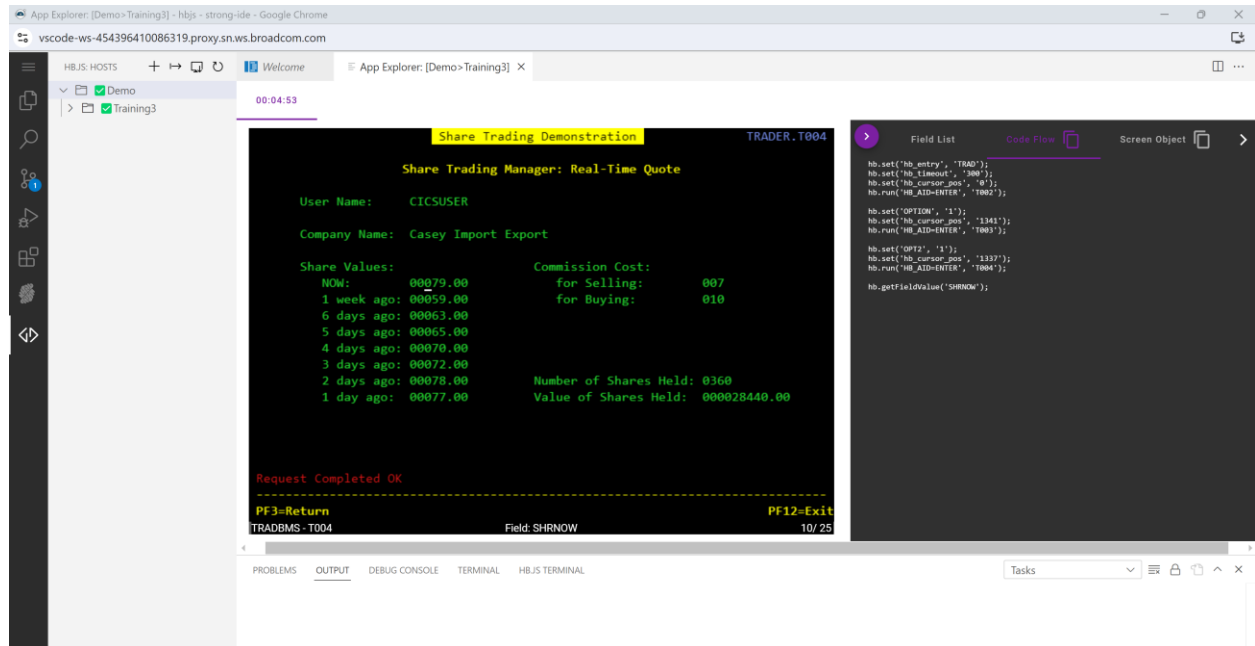 App Explorer: [Demo>Training3] - hbjs - strong-ide - Google Chrome
vscode-ws-454396410086319.proxy.sn.ws.broadcom.com
HB.JS: HOSTS
Demo
Training3
1
Welcome
App Explorer: [Demo>Training3]
00:04:53
Share Trading Demonstration TRADER.T004
Share Trading Manager: Real-Time Quote
User Name: CICSUSER
Company Name: Casey Import Export
Share Values: Commission Cost:
NOW: 00079.00 for Selling: 007
1 week ago: 00059.00 for Buying: 010
6 days ago: 00063.00
5 days ago: 00065.00
4 days ago: 00070.00
3 days ago: 00072.00
2 days ago: 00078.00 Number of Shares Held: 0360
1 day ago: 00077.00 Value of Shares Held: 000028440.00
Request Completed OK
PF3=Return PF12=Exit
TRADBMS - T004 Field: SHRNOW 10/ 25
Field List Code Flow Screen Object
hb.set('hb_entry', 'TRAD');
hb.set('hb_timeout', '300');
hb.set('hb_cursor_pos', '0');
hb.run('HB_AID=ENTER', 'T002');
hb.set('OPTION', '1');
hb.set('hb_cursor_pos', '1341');
hb.run('HB_AID=ENTER', 'T003');
hb.set('OPT2', '1');
hb.set('hb_cursor_pos', '1337');
hb.run('HB_AID=ENTER', 'T004');
hb.getFieldValue('SHRNOW');
PROBLEMS OUTPUT DEBUG CONSOLE TERMINAL HB.JS TERMINAL Tasks